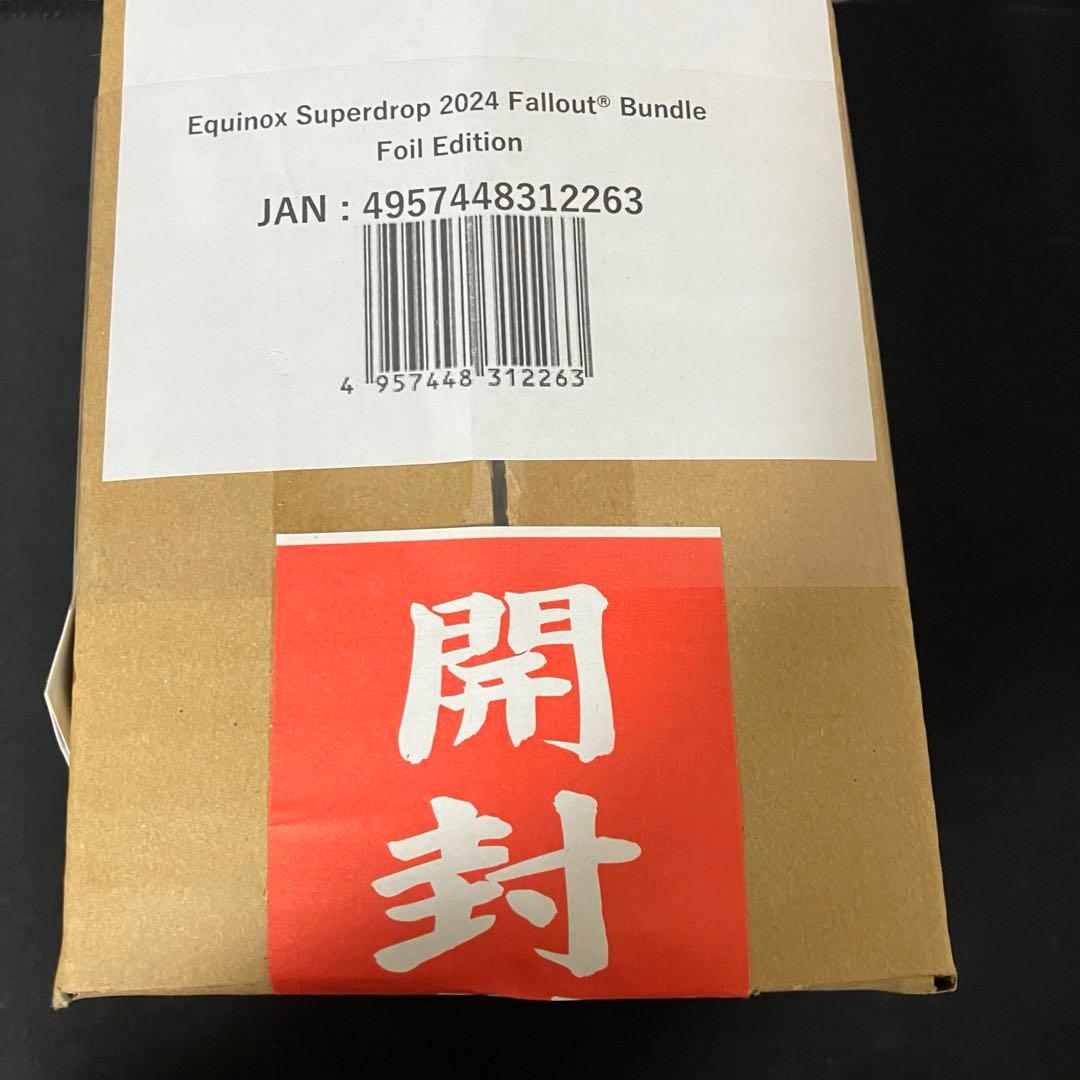 Equinox Superdrop 2024 Fallout® Bundle
Foil Edition
JAN : 4957448312263
4 957448 312263
開
封